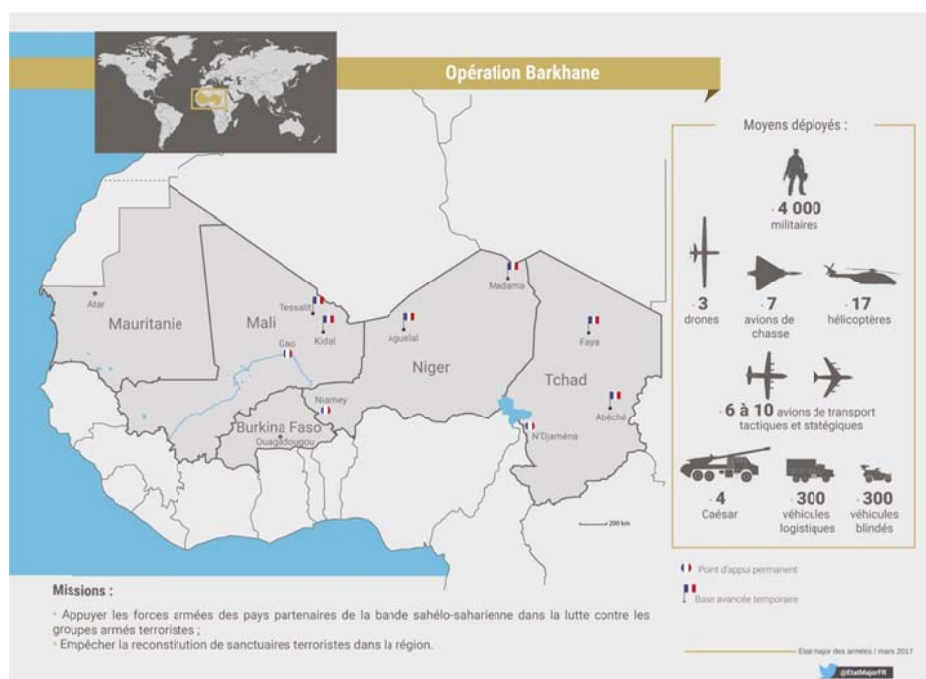 Opération Barkhane
Moyens déployés :
· 4 000
militaires
· 3
drones
· 7
avions de
chasse
· 17
hélicoptères
· 6 à 10 avions de transport
tactiques et statégiques
· 4
Caésar
· 300
véhicules
logistiques
· 300
véhicules
blindés
Atar
Mauritanie
Mali
Tessalit
Kidal
Gao
Niamey
Burkina Faso
Ouagadougou
Aguelal
Niger
Madama
Faya
Tchad
Abéché
N'Djaména
200 km
Point d'appui permanent
Base avancée temporaire
Missions :
· Appuyer les forces armées des pays partenaires de la bande sahélo-saharienne dans la lutte contre les
groupes armés terroristes ;
· Empêcher la reconstitution de sanctuaires terroristes dans la région.
État major des armées / mars 2017
@EtatMajorFR